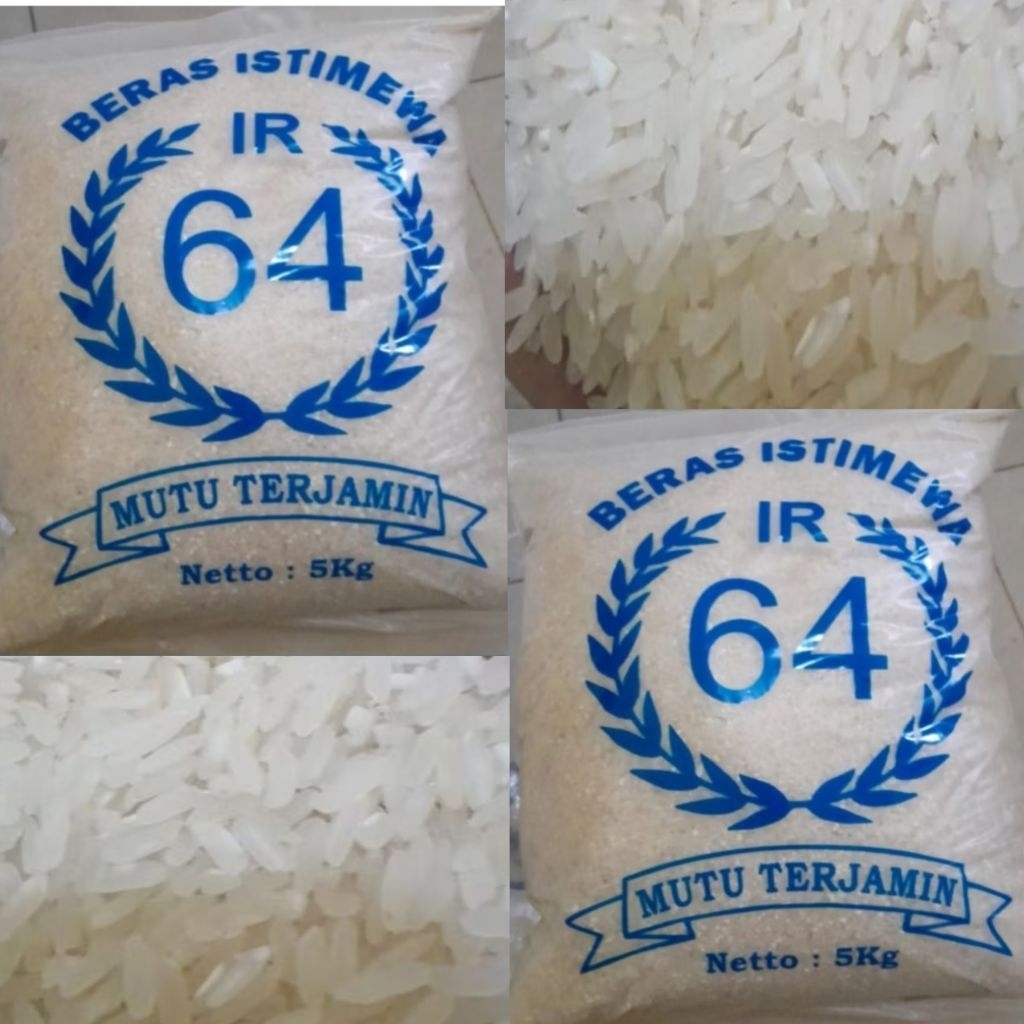 BERAS ISTIMEWA
IR
64
MUTU TERJAMIN
Netto : 5Kg
BERAS ISTIMEWA
IR
64
MUTU TERJAMIN
Netto : 5Kg